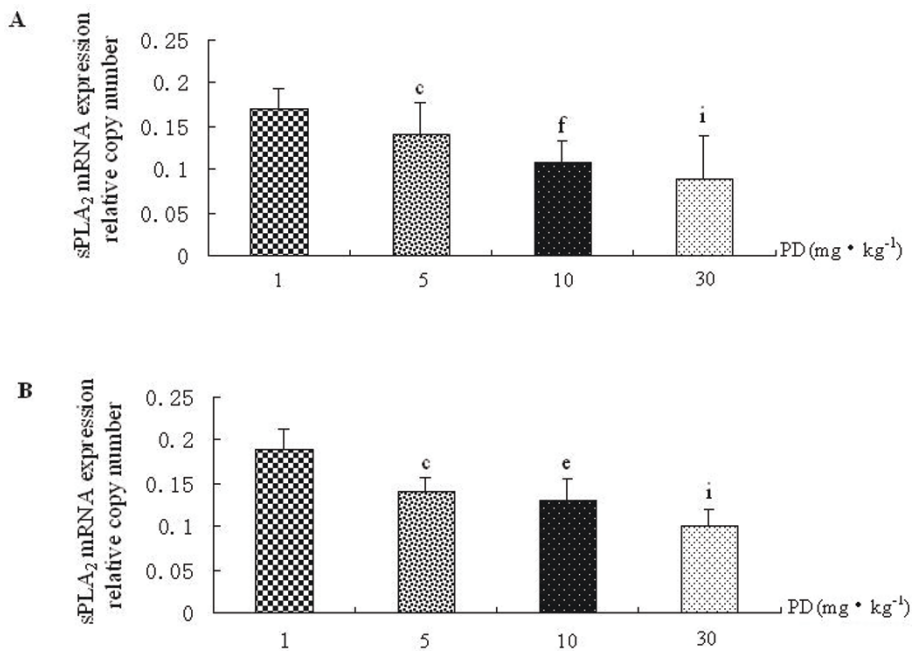 A
sPLA₂ mRNA expression
relative copy number
0.25
0.2
0.15
0.1
0.05
0
c
f
i
1
5
10
30
PD (mg • kg⁻¹)
B
sPLA₂ mRNA expression
relative copy number
0.25
0.2
0.15
0.1
0.05
0
c
e
i
1
5
10
30
PD (mg • kg⁻¹)